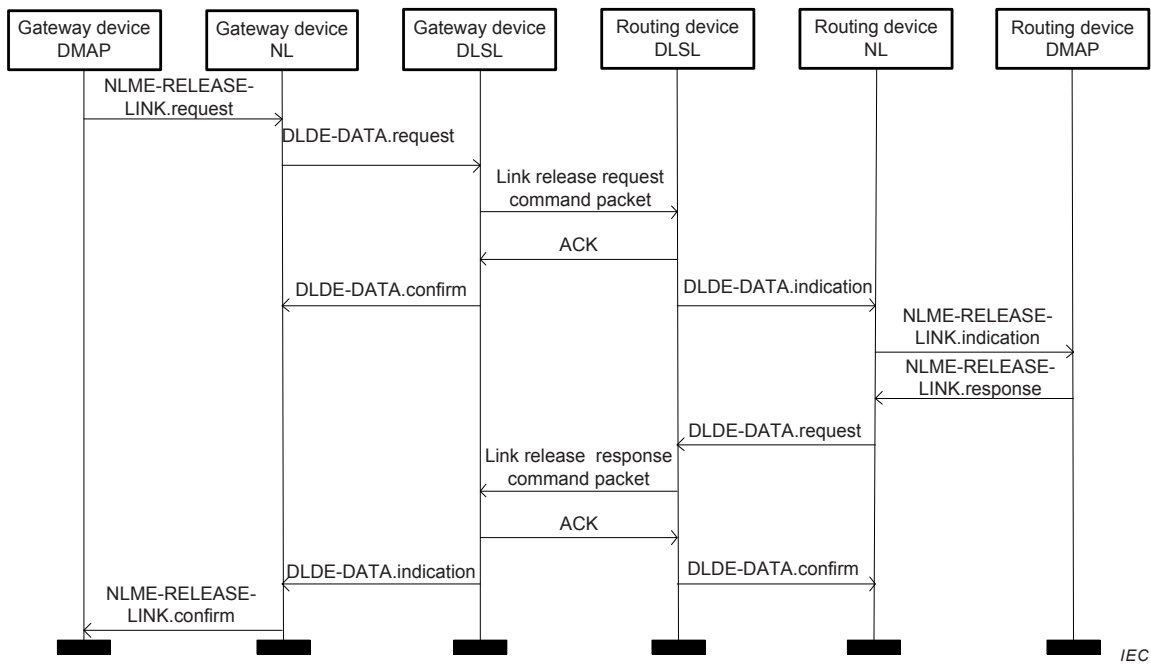 Gateway device
DMAP
Gateway device
NL
Gateway device
DLSL
Routing device
DLSL
Routing device
NL
Routing device
DMAP
NLME-RELEASE-
LINK.request
DLDE-DATA.request
Link release request
command packet
ACK
DLDE-DATA.confirm
DLDE-DATA.indication
NLME-RELEASE-
LINK.indication
NLME-RELEASE-
LINK.response
DLDE-DATA.request
Link release response
command packet
ACK
DLDE-DATA.indication
DLDE-DATA.confirm
NLME-RELEASE-
LINK.confirm
IEC